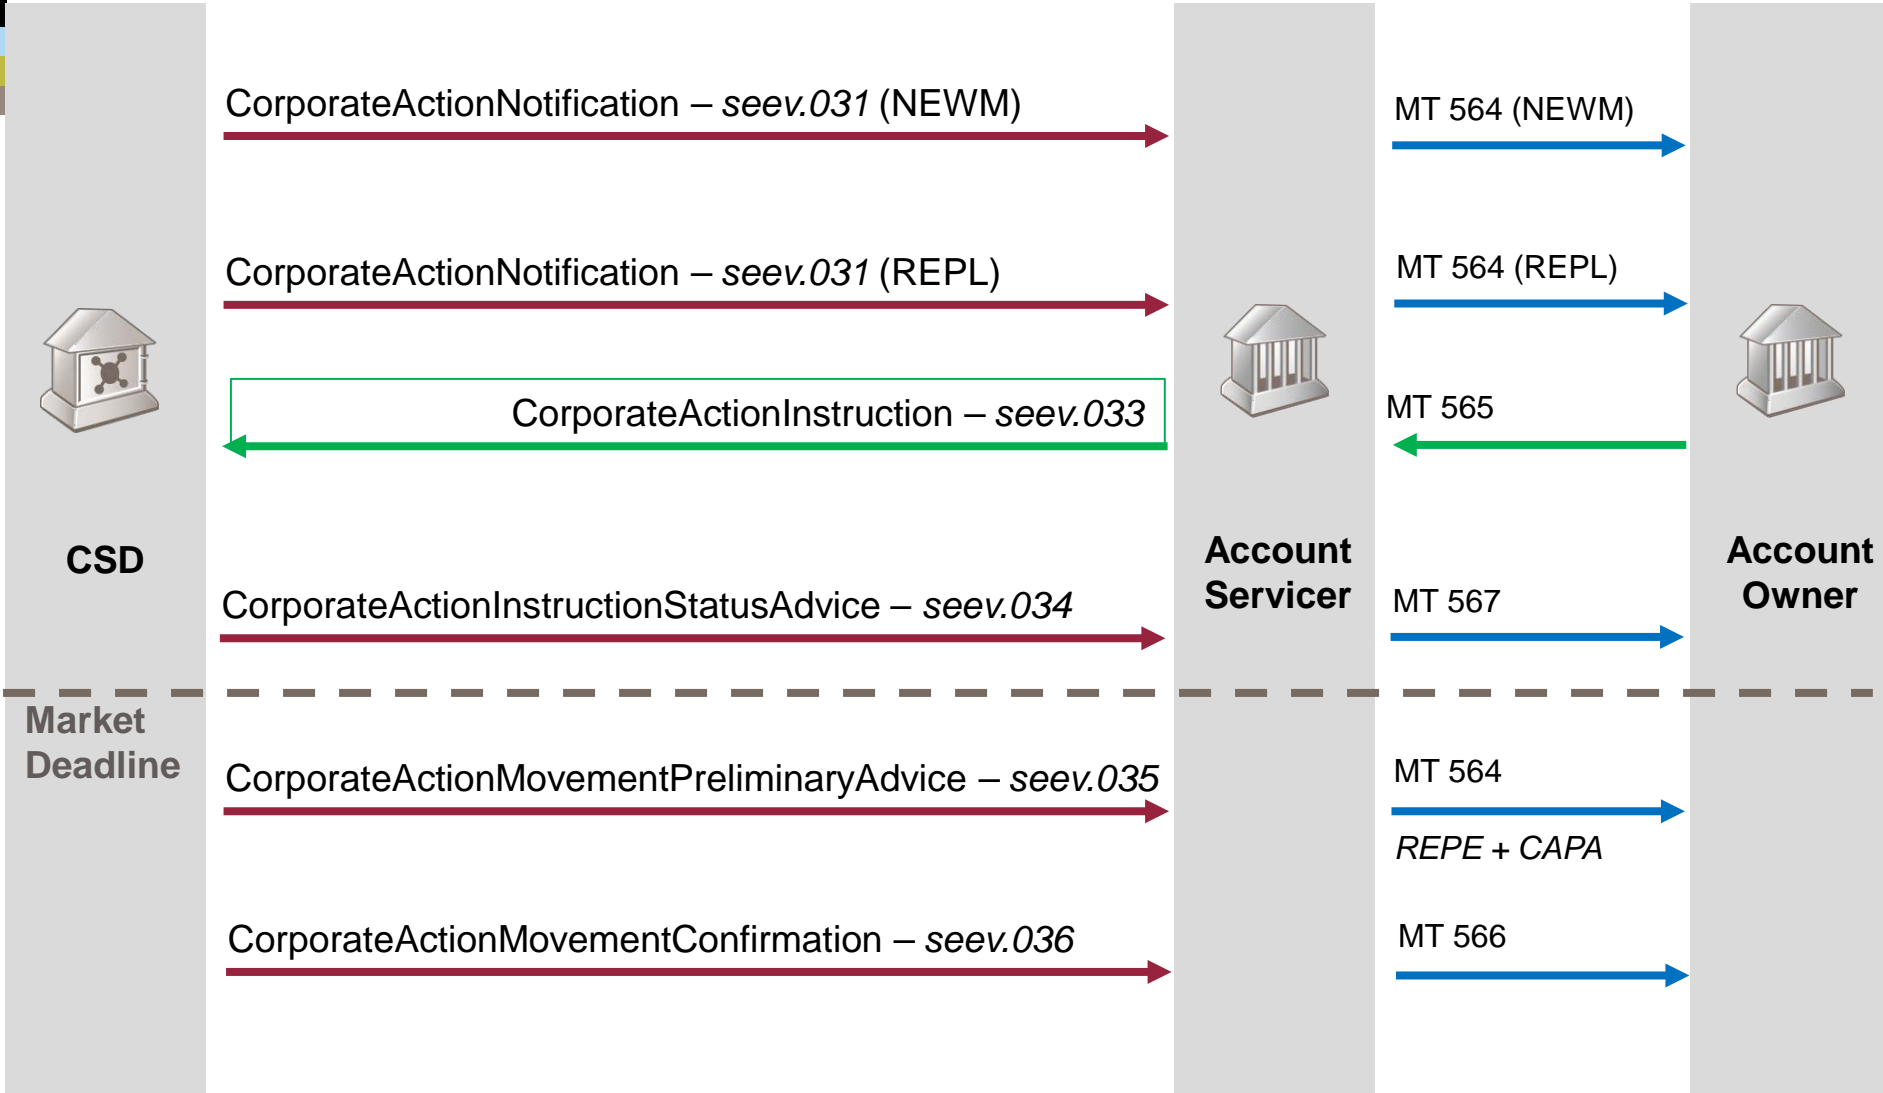 CorporateActionNotification – seev.031 (NEWM)
MT 564 (NEWM)
CorporateActionNotification – seev.031 (REPL)
MT 564 (REPL)
CorporateActionInstruction – seev.033
MT 565
CSD
Account
Servicer
Account
Owner
CorporateActionInstructionStatusAdvice – seev.034
MT 567
Market
Deadline
CorporateActionMovementPreliminaryAdvice – seev.035
MT 564
REPE + CAPA
CorporateActionMovementConfirmation – seev.036
MT 566